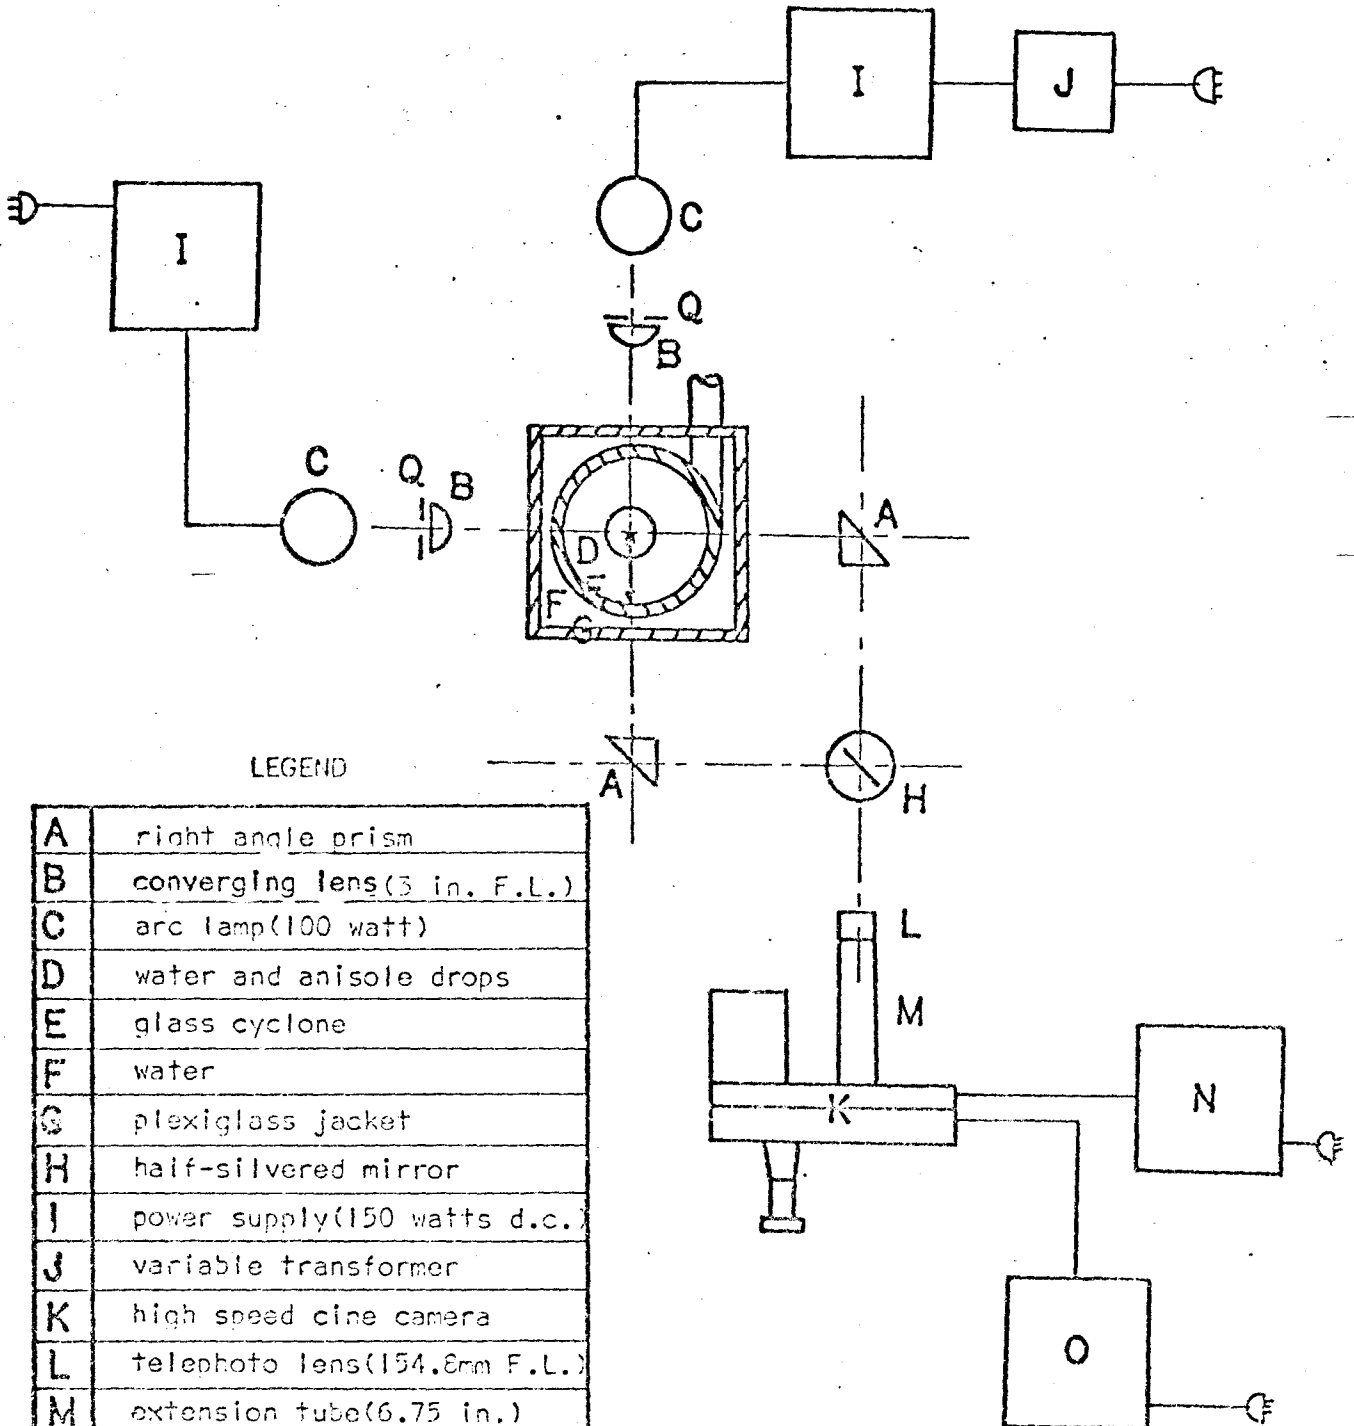 I
J
C
I
Q
B
C
Q
B
A
D
E
F
G
LEGEND
A
H
A right angle prism
B converging lens(3 in. F.L.)
C arc lamp(100 watt)
D water and anisole drops
E glass cyclone
F water
G plexiglass jacket
H half-silvered mirror
I power supply(150 watts d.c.)
J variable transformer
K high speed cine camera
L telephoto lens(154.8mm F.L.)
M extension tube(6.75 in.)
L
M
K
N
O